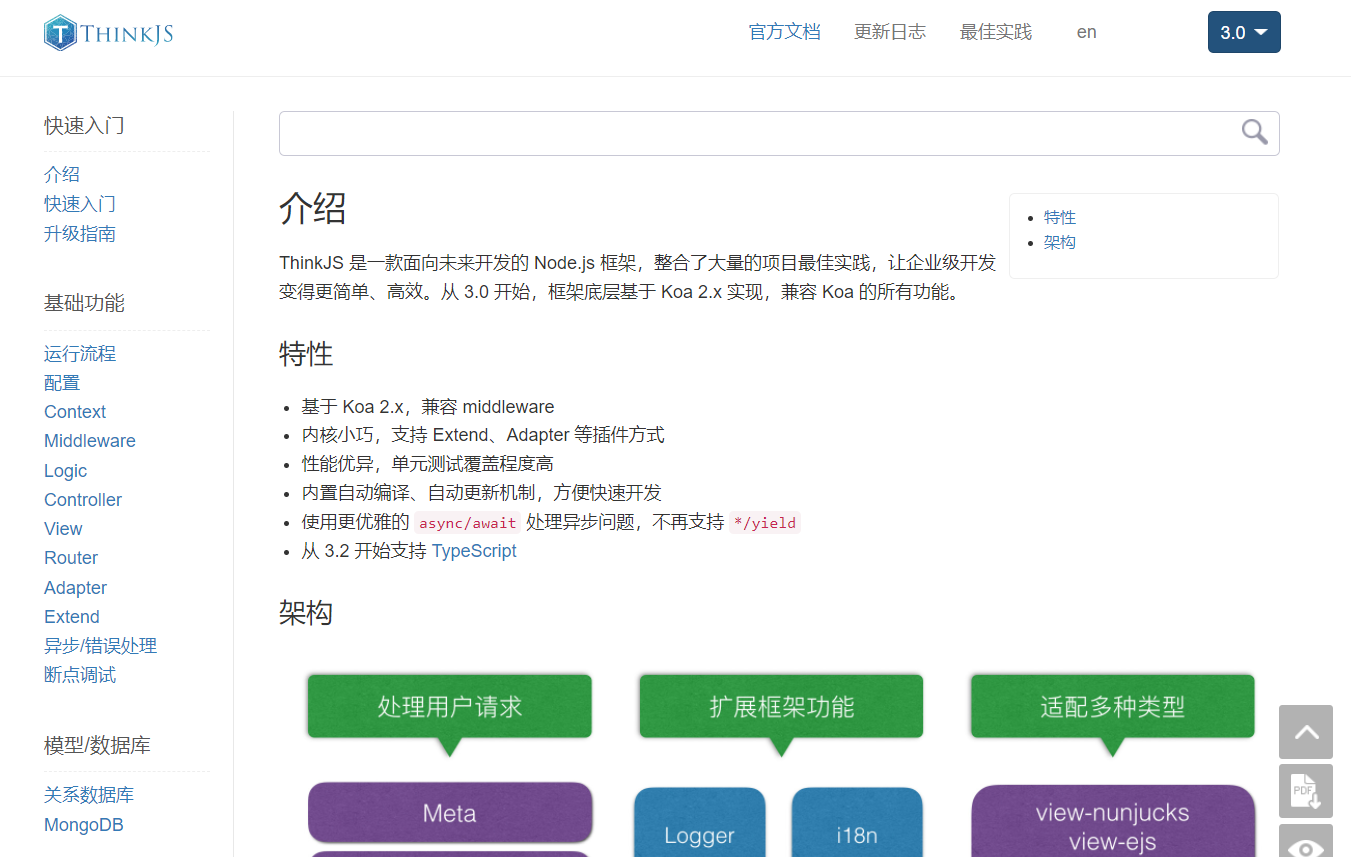 THINKJS
官方文档
更新日志
最佳实践
en
3.0
快速入门
介绍
快速入门
升级指南
基础功能
运行流程
配置
Context
Middleware
Logic
Controller
View
Router
Adapter
Extend
异步/错误处理
断点调试
模型/数据库
关系数据库
MongoDB
介绍
特性
架构
ThinkJS 是一款面向未来开发的 Node.js 框架，整合了大量的项目最佳实践，让企业级开发
变得更简单、高效。从 3.0 开始，框架底层基于 Koa 2.x 实现，兼容 Koa 的所有功能。
特性
基于 Koa 2.x，兼容 middleware
内核小巧，支持 Extend、Adapter 等插件方式
性能优异，单元测试覆盖程度高
内置自动编译、自动更新机制，方便快速开发
使用更优雅的 async/await 处理异步问题，不再支持 */yield
从 3.2 开始支持 TypeScript
架构
处理用户请求
扩展框架功能
适配多种类型
Meta
Logger
i18n
view-nunjucks
view-ejs
PDF